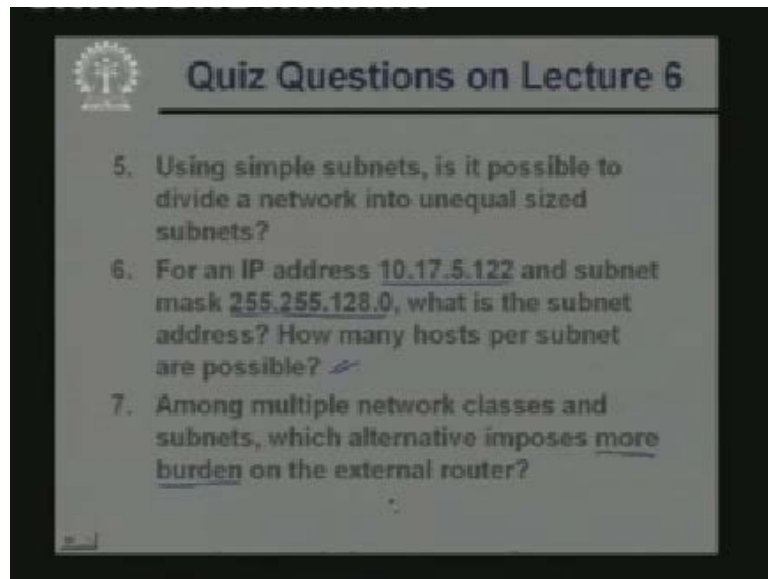 Quiz Questions on Lecture 6
5. Using simple subnets, is it possible to
divide a network into unequal sized
subnets?
6. For an IP address 10.17.5.122 and subnet
mask 255.255.128.0, what is the subnet
address? How many hosts per subnet
are possible?
7. Among multiple network classes and
subnets, which alternative imposes more
burden on the external router?